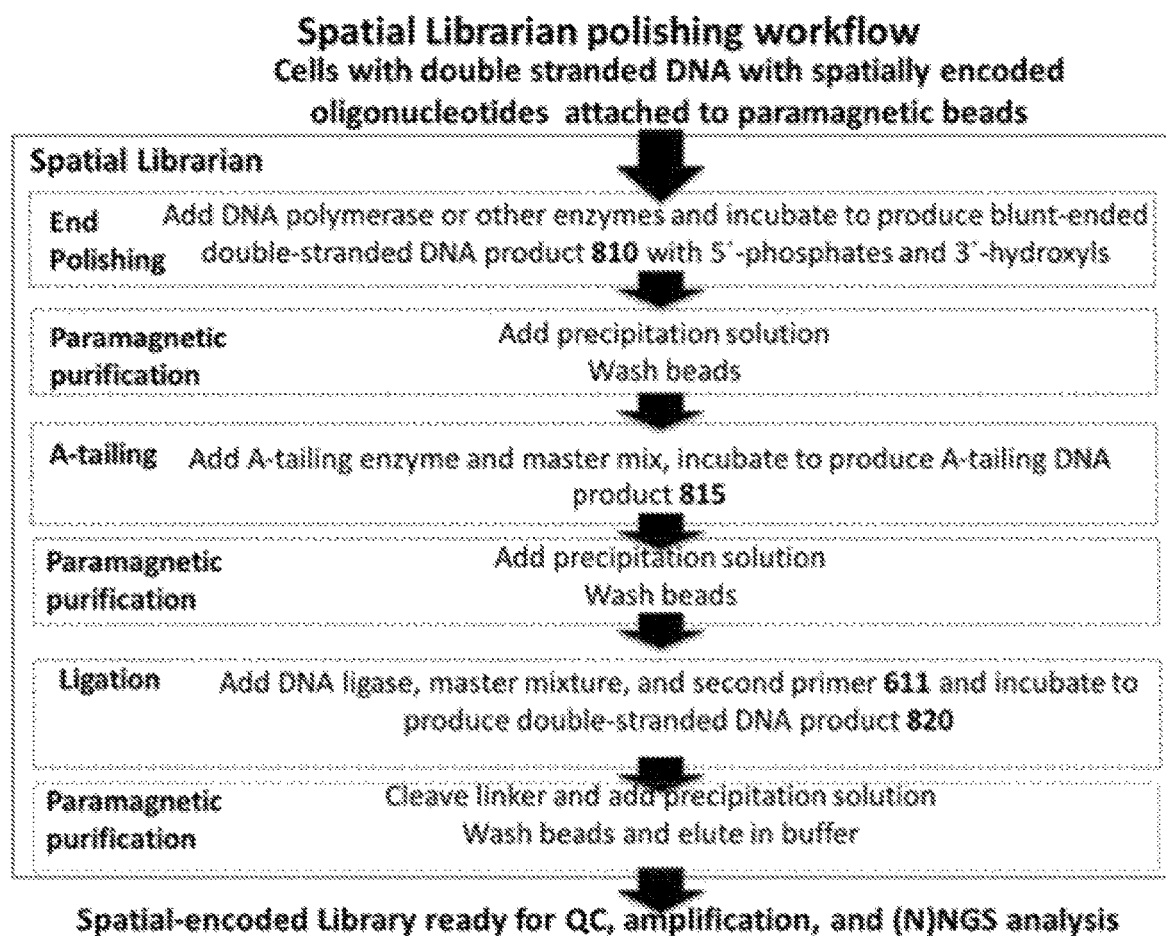 Spatial Librarian polishing workflow
Cells with double stranded DNA with spatially encoded
oligonucleotides attached to paramagnetic beads
Spatial Librarian
End
Polishing
Add DNA polymerase or other enzymes and incubate to produce blunt-ended
double-stranded DNA product 810 with 5´-phosphates and 3´-hydroxyls
Paramagnetic
purification
Add precipitation solution
Wash beads
A-tailing
Add A-tailing enzyme and master mix, incubate to produce A-tailing DNA
product 815
Paramagnetic
purification
Add precipitation solution
Wash beads
Ligation
Add DNA ligase, master mixture, and second primer 611 and incubate to
produce double-stranded DNA product 820
Paramagnetic
purification
Cleave linker and add precipitation solution
Wash beads and elute in buffer
Spatial-encoded Library ready for QC, amplification, and (N)NGS analysis